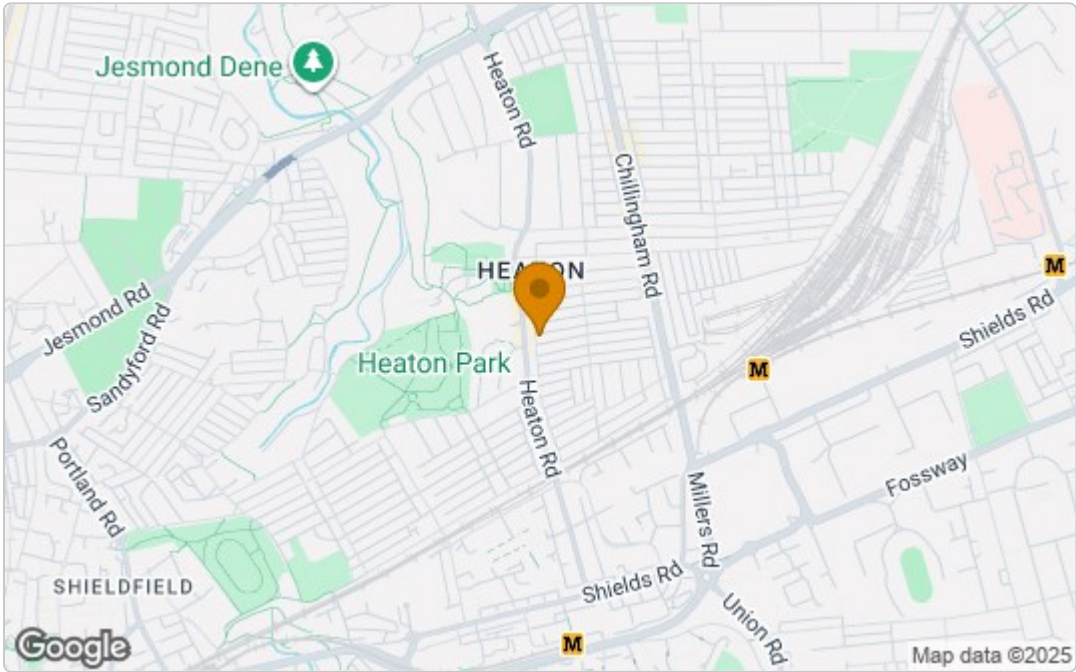 Jesmond Dene
Heaton Rd
Chillingham Rd
HEATON
M
Jesmond Rd
Sandyford Rd
Shields Rd
Heaton Park
M
Heaton Rd
Portland Rd
Fossway
Millers Rd
SHIELDFIELD
Shields Rd
Union Rd
M
Google
Map data ©2025